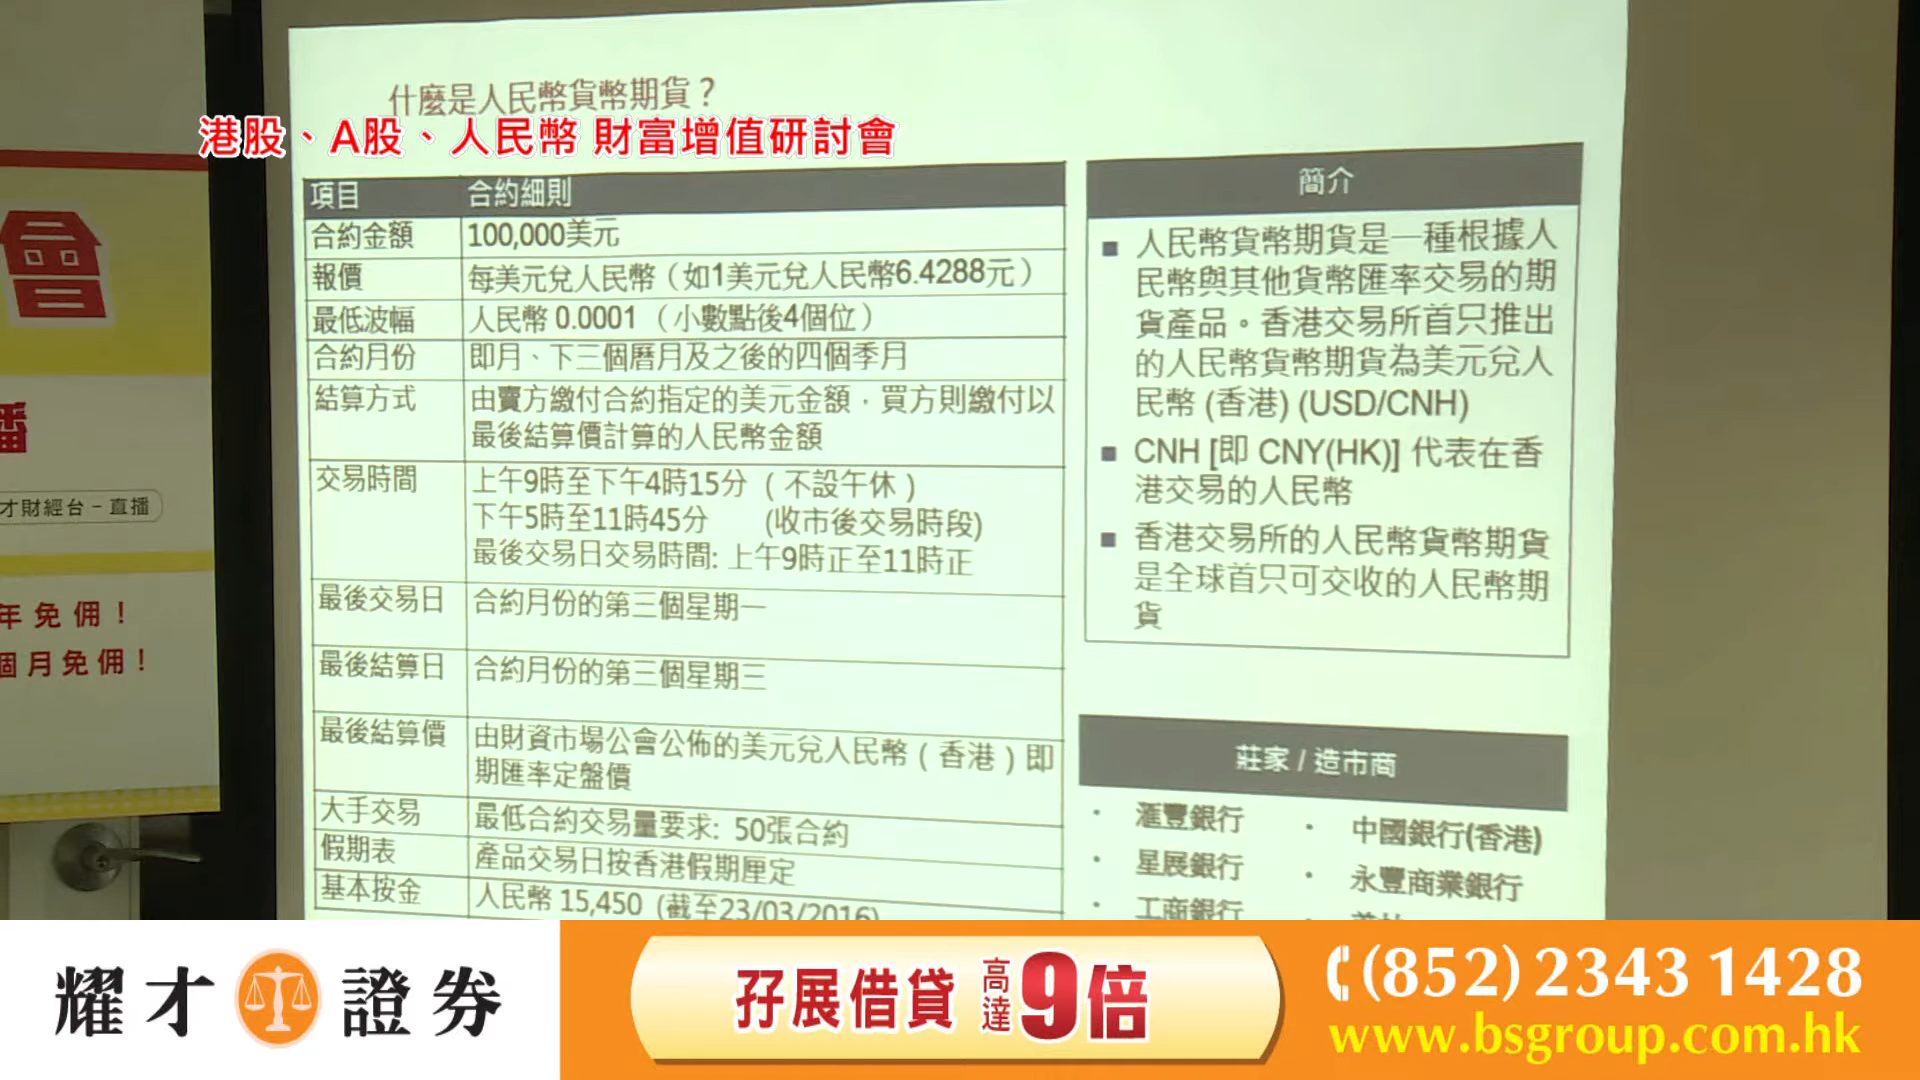 什麼是人民幣貨幣期貨？
港股、A股、人民幣 財富增值研討會
項目 合約細則
合約金額 100,000美元
報價 每美元兌人民幣（如1美元兌人民幣6.4288元）
最低波幅 人民幣 0.0001 （小數點後4個位）
合約月份 即月、下三個曆月及之後的四個季月
結算方式 由賣方繳付合約指定的美元金額，買方則繳付以
最後結算價計算的人民幣金額
交易時間 上午9時至下午4時15分 ( 不設午休 )
下午5時至11時45分 (收市後交易時段)
最後交易日交易時間: 上午9時正至11時正
最後交易日 合約月份的第三個星期一
最後結算日 合約月份的第三個星期三
最後結算價 由財資市場公會公佈的美元兌人民幣 ( 香港 ) 即
期匯率定盤價
大手交易 最低合約交易量要求: 50張合約
假期表 產品交易日按香港假期厘定
基本按金 人民幣 15,450 (截至23/03/2016)
簡介
■ 人民幣貨幣期貨是一種根據人
民幣與其他貨幣匯率交易的期
貨產品。香港交易所首只推出
的人民幣貨幣期貨為美元兌人
民幣 (香港) (USD/CNH)
■ CNH [即 CNY(HK)] 代表在香
港交易的人民幣
■ 香港交易所的人民幣貨幣期貨
是全球首只可交收的人民幣期
貨
莊家 / 造市商
· 滙豐銀行 · 中國銀行(香港)
· 星展銀行 · 永豐商業銀行
· 工商銀行
會
播
才財經台－直播
年免佣！
個月免佣！
耀才證券
孖展借貸 高達9倍
(852) 2343 1428
www.bsgroup.com.hk